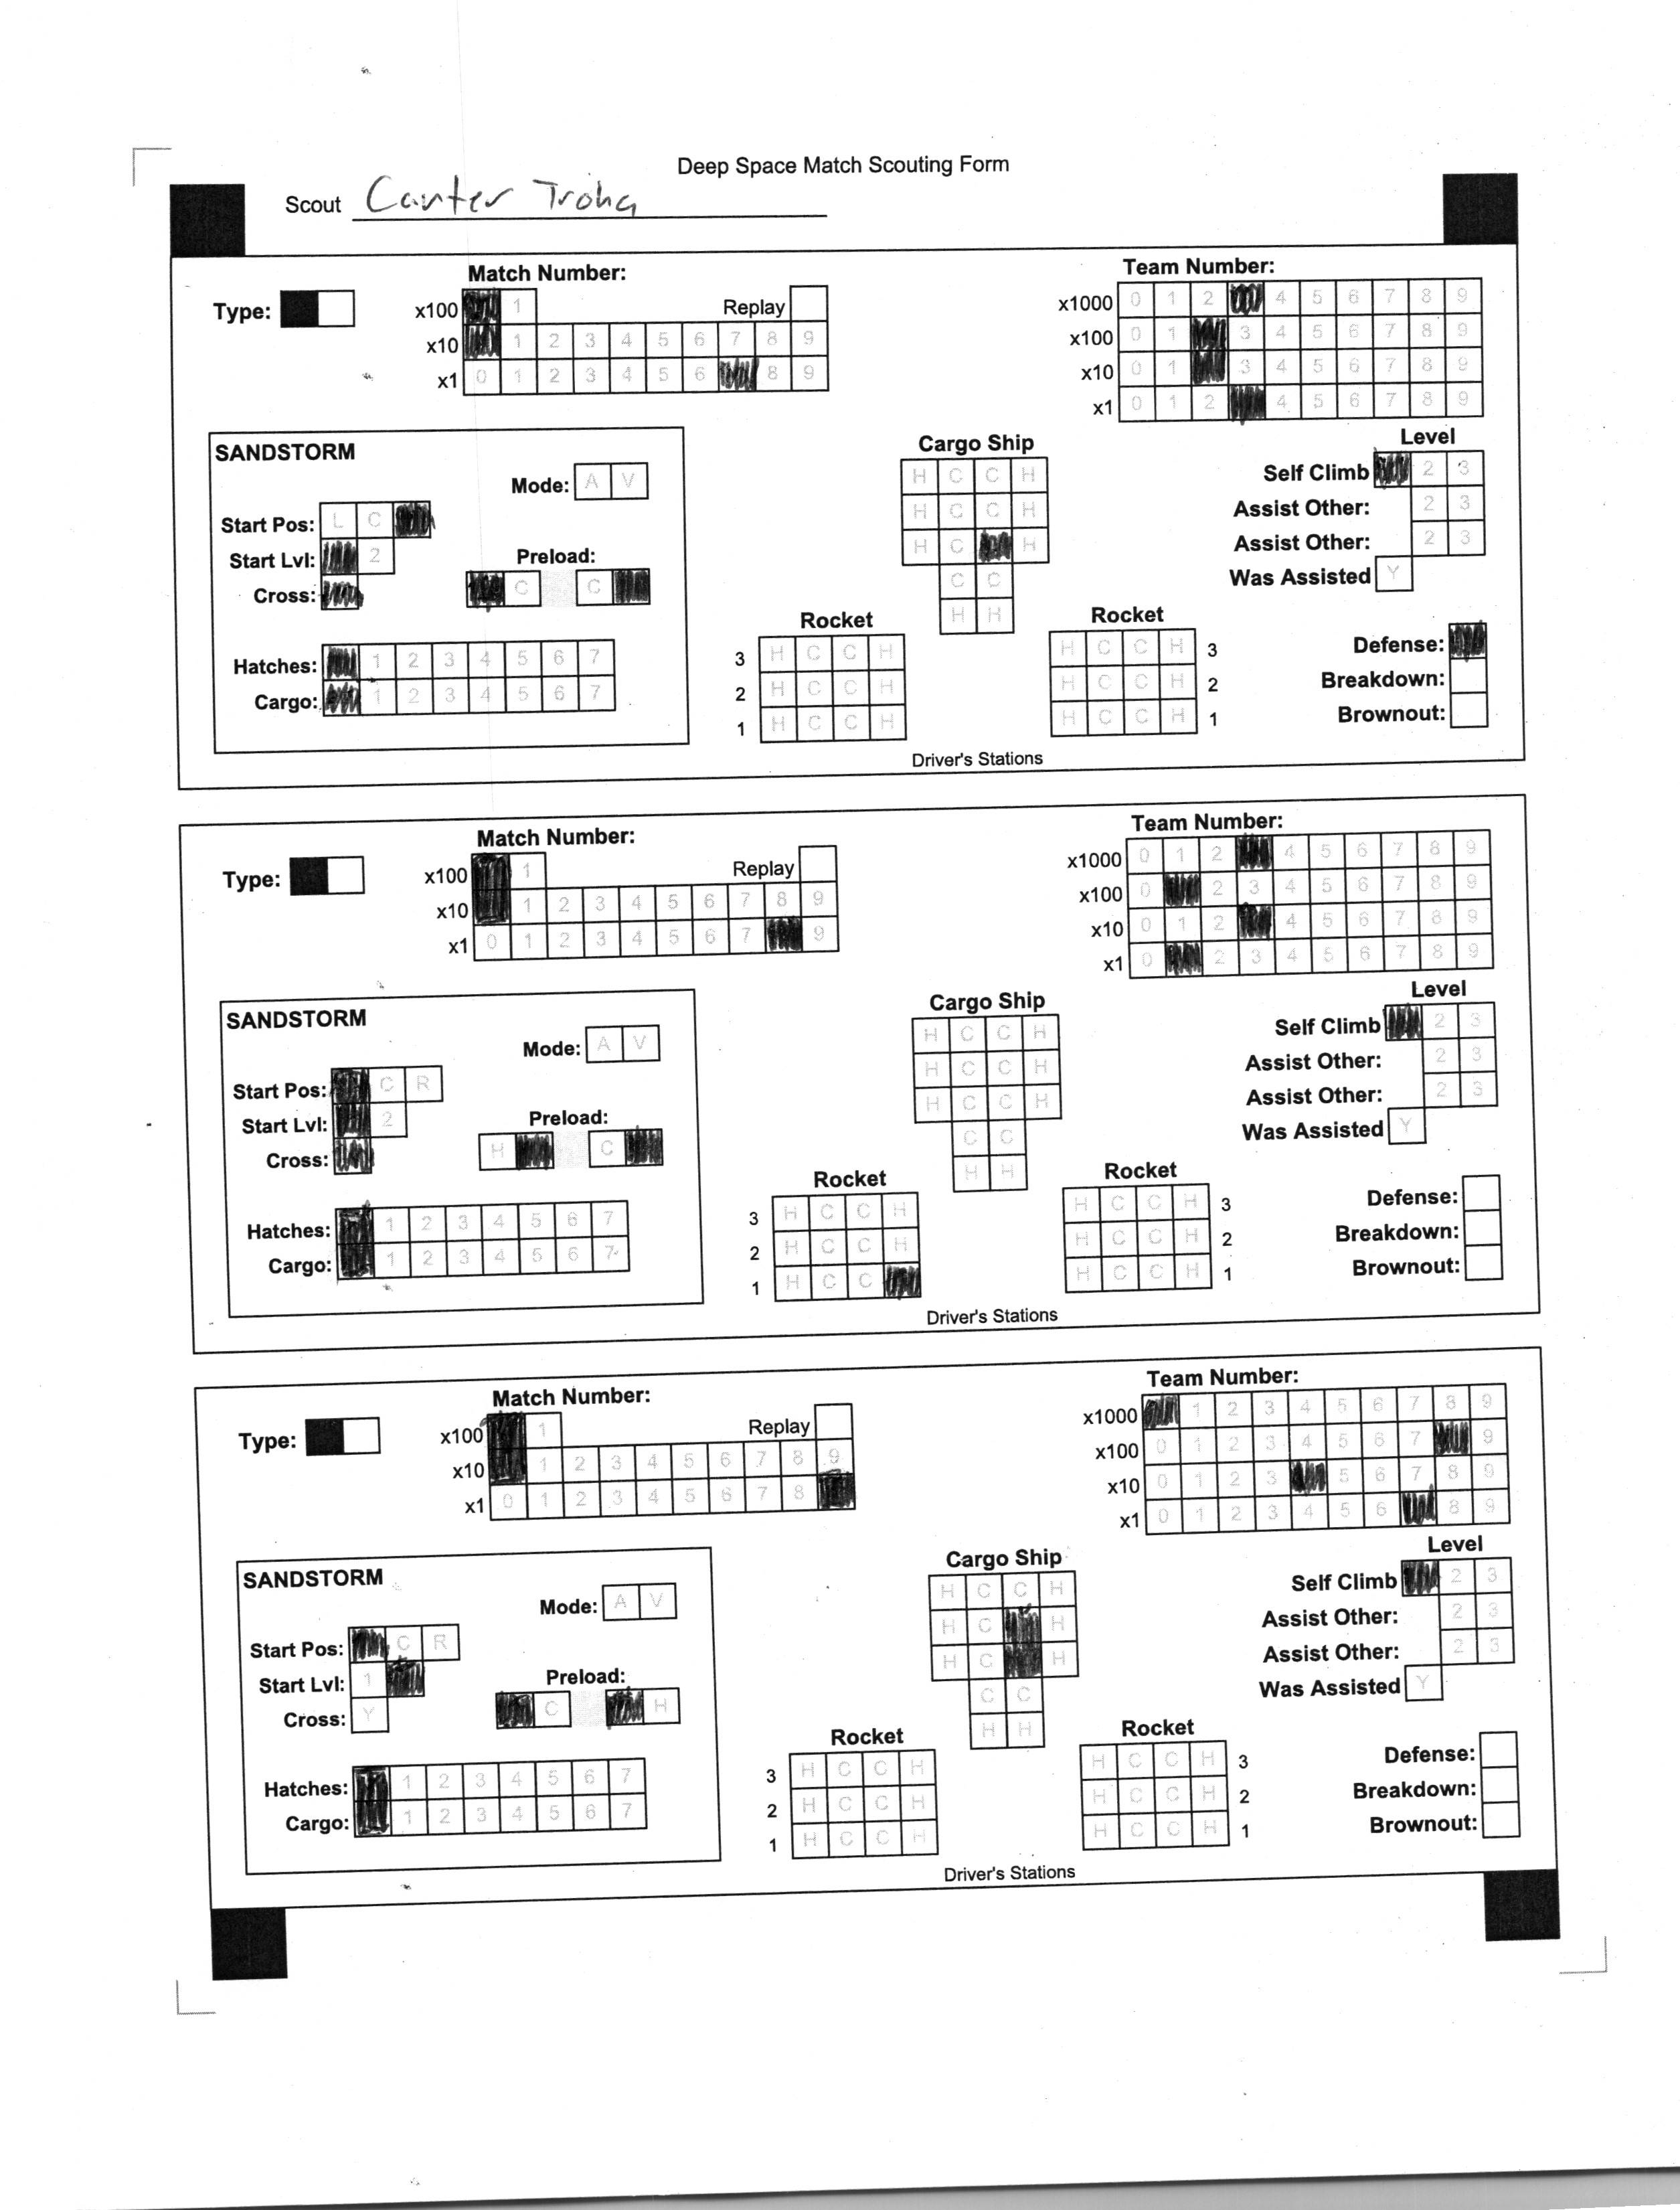 Deep Space Match Scouting Form
Scout Carter Troha
Match Number:
Team Number:
Type:
x100 1 Replay
x10 1 2 3 4 5 6 7 8 9
x1 0 1 2 3 4 5 6 8 9
x1000 0 1 2 4 5 6 7 8 9
x100 0 1 3 4 5 6 7 8 9
x10 0 1 3 4 5 6 7 8 9
x1 0 1 2 4 5 6 7 8 9
SANDSTORM
Mode: A V
Start Pos: L C
Start Lvl: 2
Cross:
Preload:
C C
Hatches: 1 2 3 4 5 6 7
Cargo: 1 2 3 4 5 6 7
Cargo Ship
H C C H
H C C H
H C H
C C
H H
Rocket
3 H C C H
2 H C C H
1 H C C H
Rocket
H C C H 3
H C C H 2
H C C H 1
Driver's Stations
Level
Self Climb 2 3
Assist Other: 2 3
Assist Other: 2 3
Was Assisted Y
Defense:
Breakdown:
Brownout:
Match Number:
Team Number:
Type:
x100 1 Replay
x10 1 2 3 4 5 6 7 8 9
x1 0 1 2 3 4 5 6 7 9
x1000 0 1 2 4 5 6 7 8 9
x100 0 2 3 4 5 6 7 8 9
x10 0 1 2 4 5 6 7 8 9
x1 0 2 3 4 5 6 7 8 9
SANDSTORM
Mode: A V
Start Pos: C R
Start Lvl: 2
Cross:
Preload:
H C
Hatches: 1 2 3 4 5 6 7
Cargo: 1 2 3 4 5 6 7
Cargo Ship
H C C H
H C C H
H C C H
C C
H H
Rocket
3 H C C H
2 H C C H
1 H C C
Rocket
H C C H 3
H C C H 2
H C C H 1
Driver's Stations
Level
Self Climb 2 3
Assist Other: 2 3
Assist Other: 2 3
Was Assisted Y
Defense:
Breakdown:
Brownout:
Match Number:
Team Number:
Type:
x100 1 Replay
x10 1 2 3 4 5 6 7 8 9
x1 0 1 2 3 4 5 6 7 8
x1000 1 2 3 4 5 6 7 8 9
x100 0 1 2 3 4 5 6 7 9
x10 0 1 2 3 5 6 7 8 9
x1 0 1 2 3 4 5 6 8 9
SANDSTORM
Mode: A V
Start Pos: C R
Start Lvl: 1
Cross: Y
Preload:
C H
Hatches: 1 2 3 4 5 6 7
Cargo: 1 2 3 4 5 6 7
Cargo Ship
H C C H
H C H
H C H
C C
H H
Rocket
3 H C C H
2 H C C H
1 H C C H
Rocket
H C C H 3
H C C H 2
H C C H 1
Driver's Stations
Level
Self Climb 2 3
Assist Other: 2 3
Assist Other: 2 3
Was Assisted Y
Defense:
Breakdown:
Brownout: